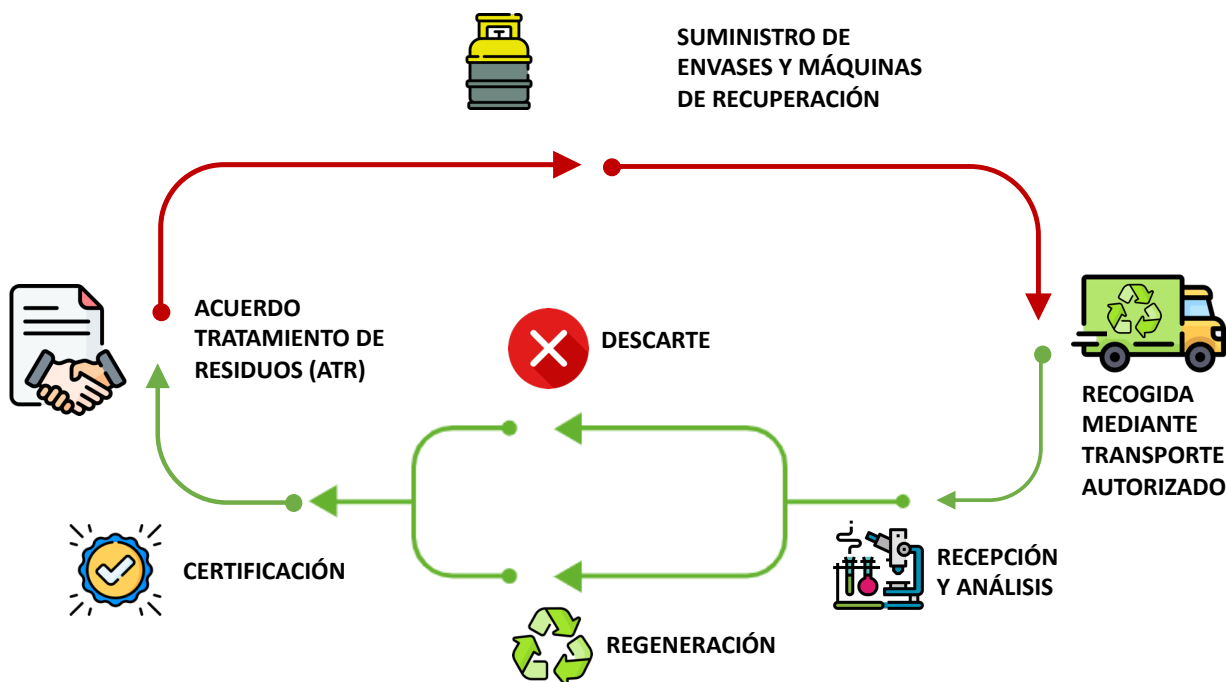 SUMINISTRO DE
ENVASES Y MÁQUINAS
DE RECUPERACIÓN
ACUERDO
TRATAMIENTO DE
RESIDUOS (ATR)
DESCARTE
RECOGIDA
MEDIANTE
TRANSPORTE
AUTORIZADO
CERTIFICACIÓN
RECEPCIÓN
Y ANÁLISIS
REGENERACIÓN